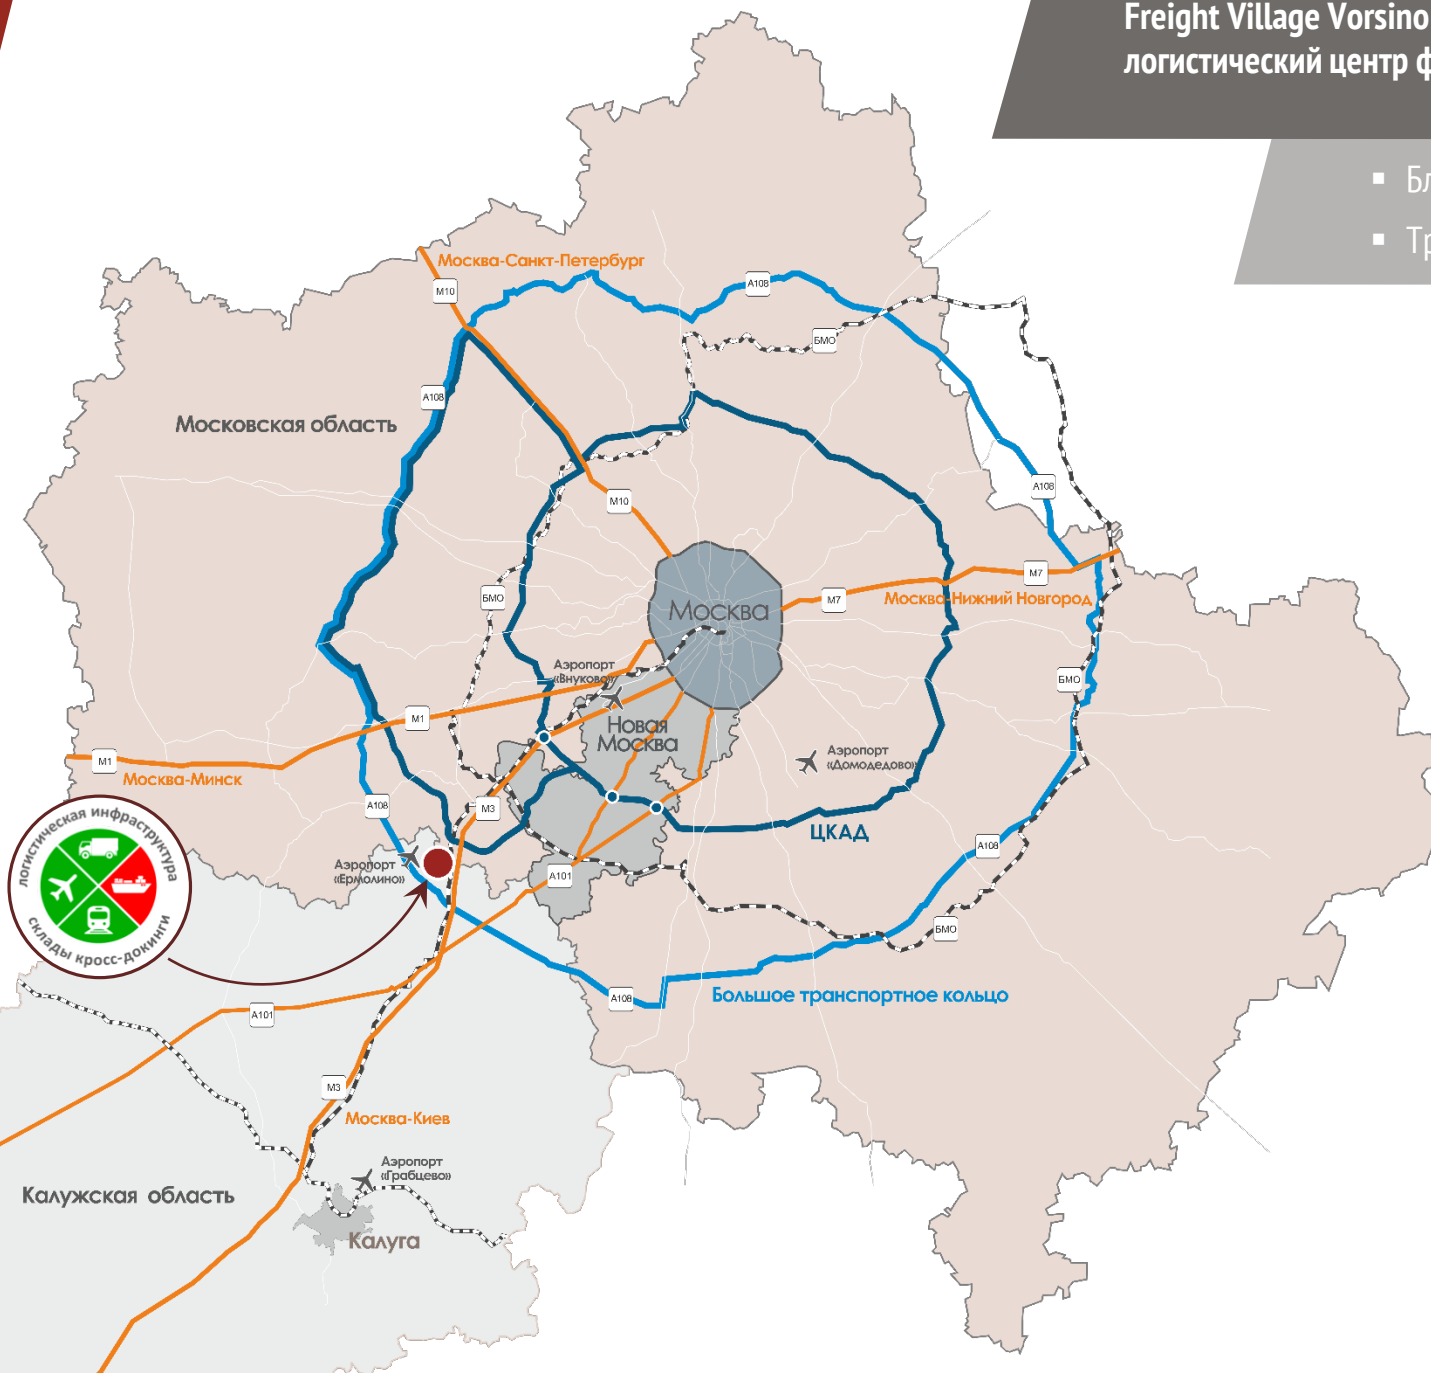 Freight Village Vorsino
логистический центр ф
Бл
Тр
Москва-Санкт-Петербург
М10
А108
БМО
А108
Московская область
А108
М10
М7
Москва-Нижний Новгород
М7
БМО
Москва
Аэропорт
«Внуково»
БМО
М1
Новая
Москва
Аэропорт
«Домодедово»
М1
Москва-Минск
А108
М3
ЦКАД
А108
логистическая инфраструктура
склады кросс-докинги
Аэропорт
«Ермолино»
А101
БМО
А108
Большое транспортное кольцо
А101
М3
Москва-Киев
Аэропорт
«Грабцево»
Калужская область
Калуга